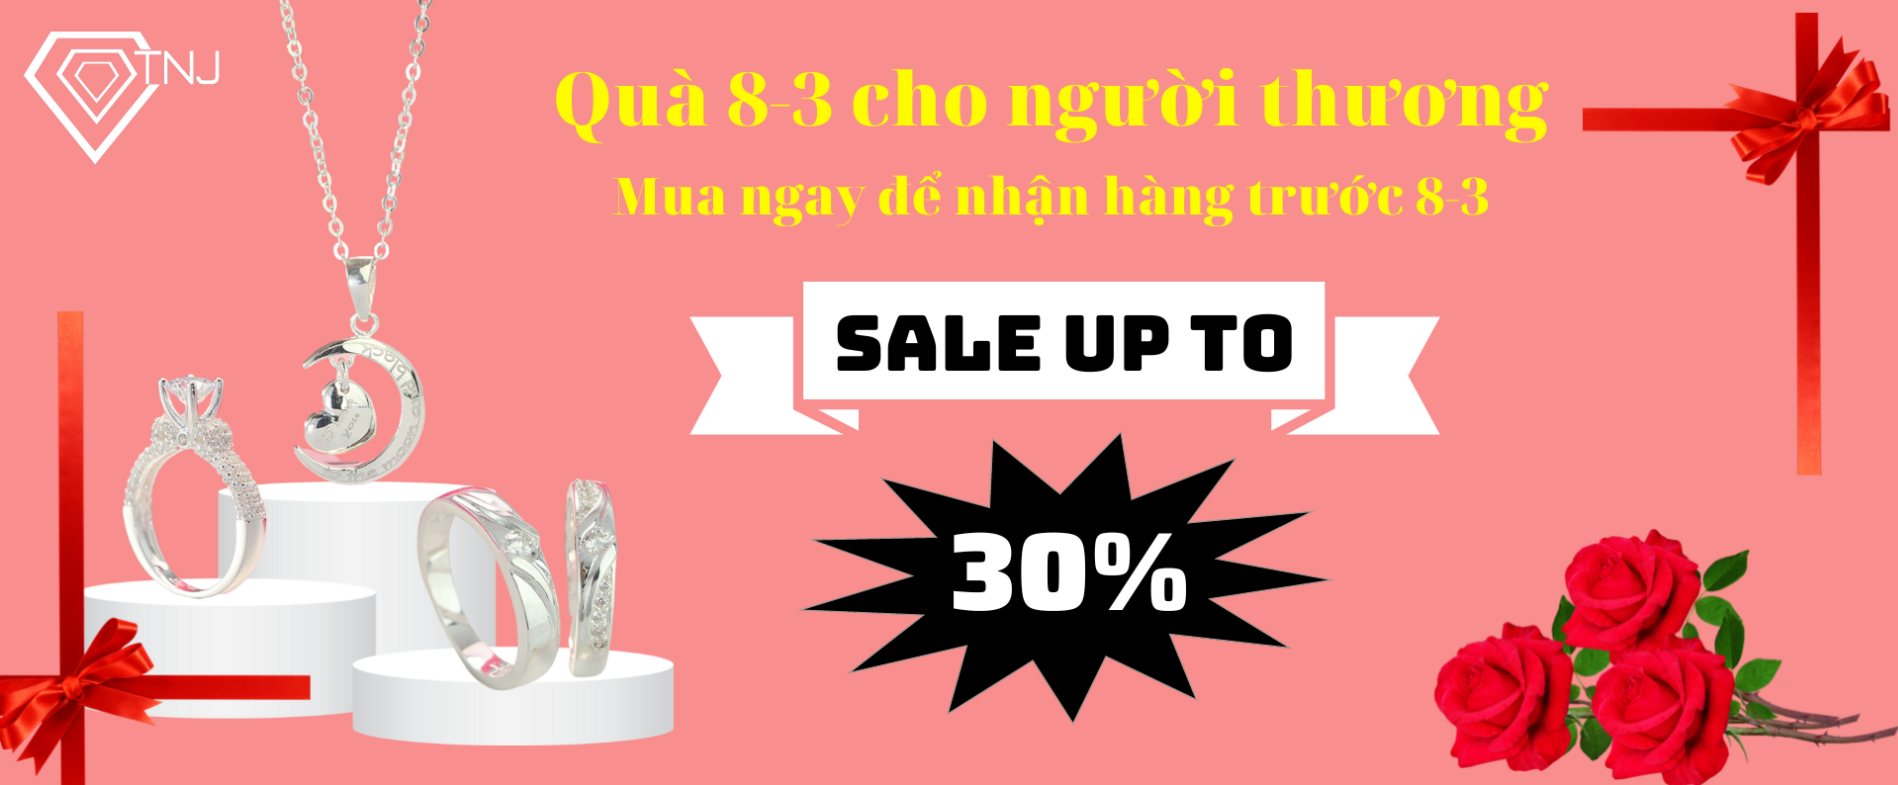 TNJ
Quà 8-3 cho người thương
Mua ngay để nhận hàng trước 8-3
SALE UP TO
30%